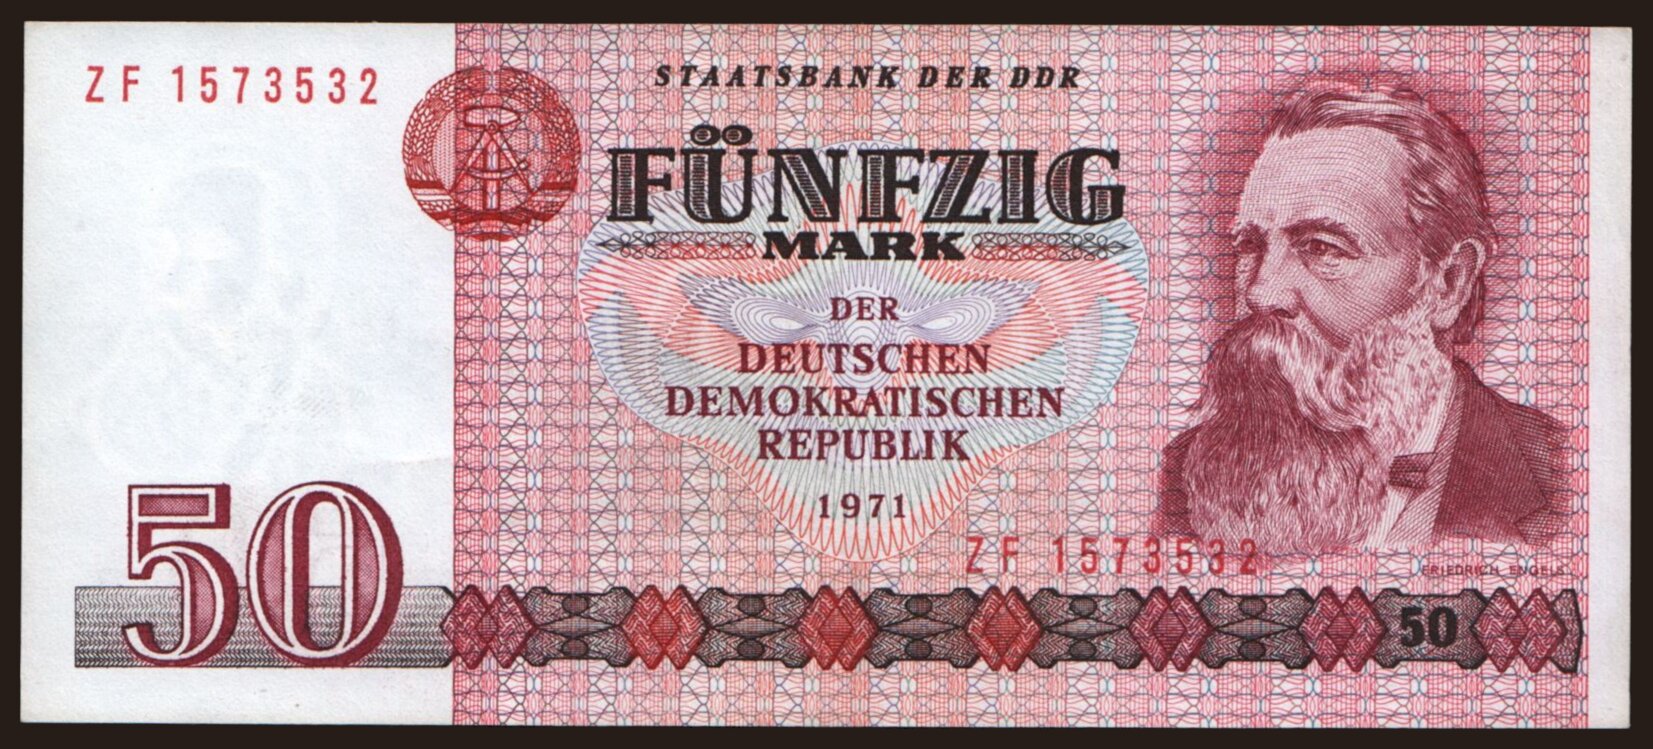 ZF 1573532
STAATSBANK DER DDR
FÜNFZIG
MARK
DER
DEUTSCHEN
DEMOKRATISCHEN
REPUBLIK
1971
ZF 1573532
FRIEDRICH ENGELS
50
50